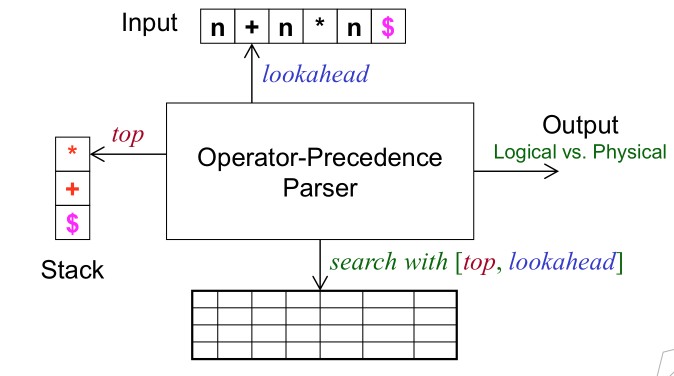 Input n + n * n $
lookahead
top
Output
Logical vs. Physical
* 
+
$
Operator-Precedence
Parser
Stack
search with [top, lookahead]